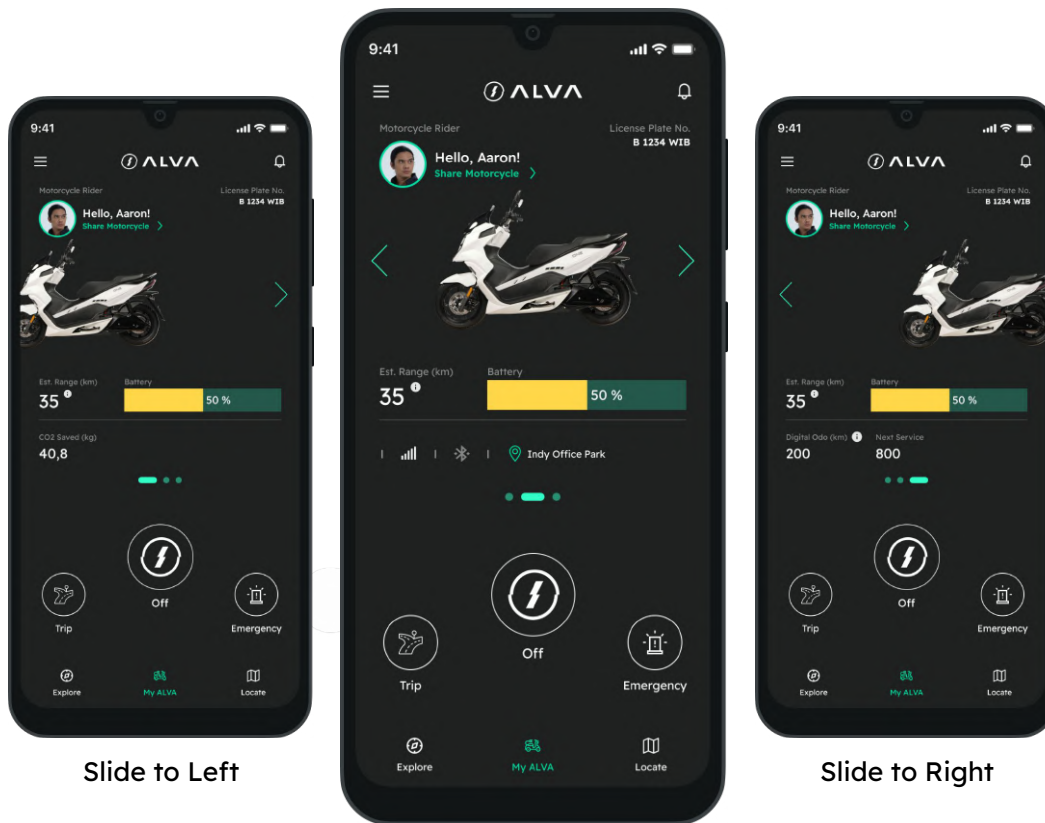 9:41
ALVA
Motorcycle Rider
License Plate No.
B 1234 WIB
Hello, Aaron!
Share Motorcycle
Est. Range (km)
Battery
35
50 %
CO2 Saved (kg)
40,8
Off
Trip
Emergency
Explore
My ALVA
Locate
Slide to Left
9:41
ALVA
Motorcycle Rider
License Plate No.
B 1234 WIB
Hello, Aaron!
Share Motorcycle
Est. Range (km)
Battery
35
50 %
Indy Office Park
Off
Trip
Emergency
Explore
My ALVA
Locate
9:41
ALVA
Motorcycle Rider
License Plate No.
B 1234 WIB
Hello, Aaron!
Share Motorcycle
Est. Range (km)
Battery
35
50 %
Digital Odo (km)
Next Service
200
800
Off
Trip
Emergency
Explore
My ALVA
Locate
Slide to Right